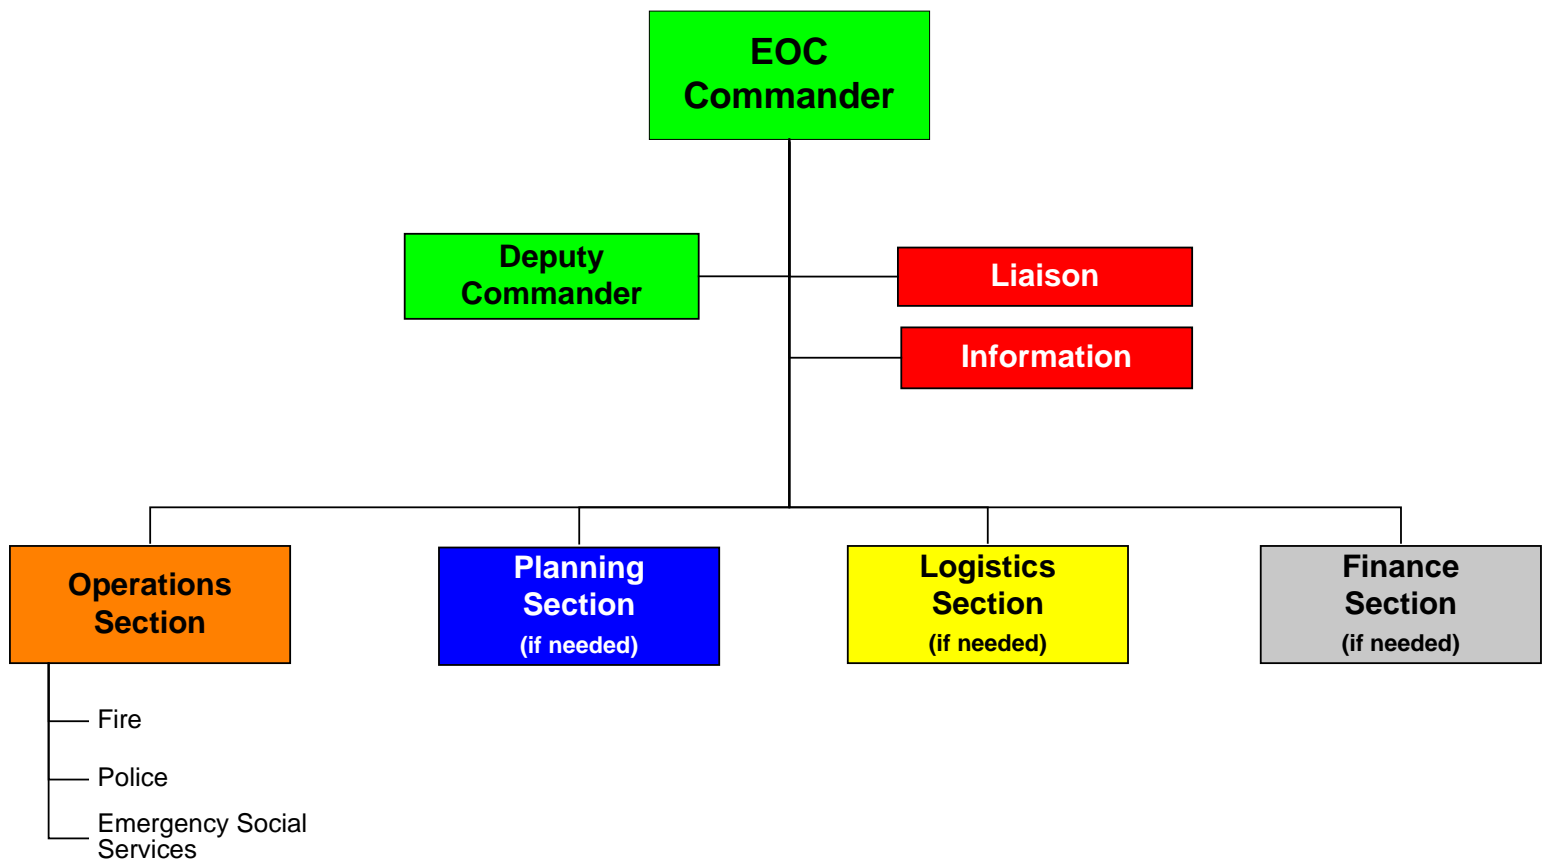 EOC
Commander
Deputy
Commander
Liaison
Information
Operations
Section
Planning
Section
(if needed)
Logistics
Section
(if needed)
Finance
Section
(if needed)
Fire
Police
Emergency Social
Services